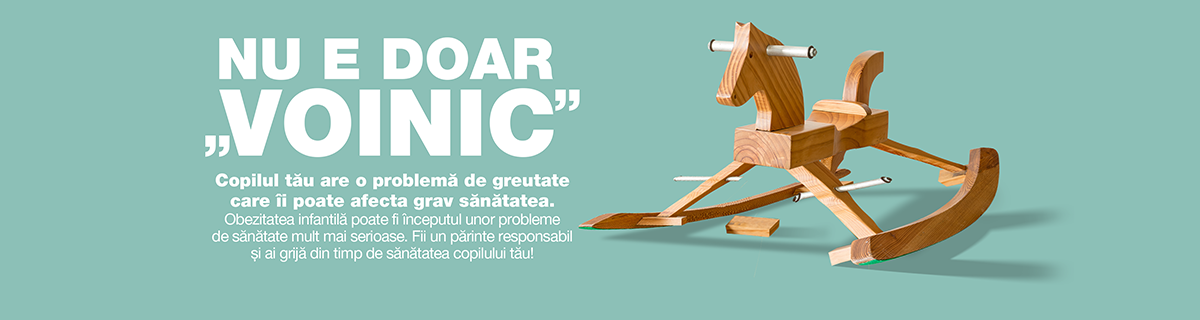 NU E DOAR
„VOINIC”
Copilul tău are o problemă de greutate
care îi poate afecta grav sănătatea.
Obezitatea infantilă poate fi începutul unor probleme
de sănătate mult mai serioase. Fii un părinte responsabil
și ai grijă din timp de sănătatea copilului tău!